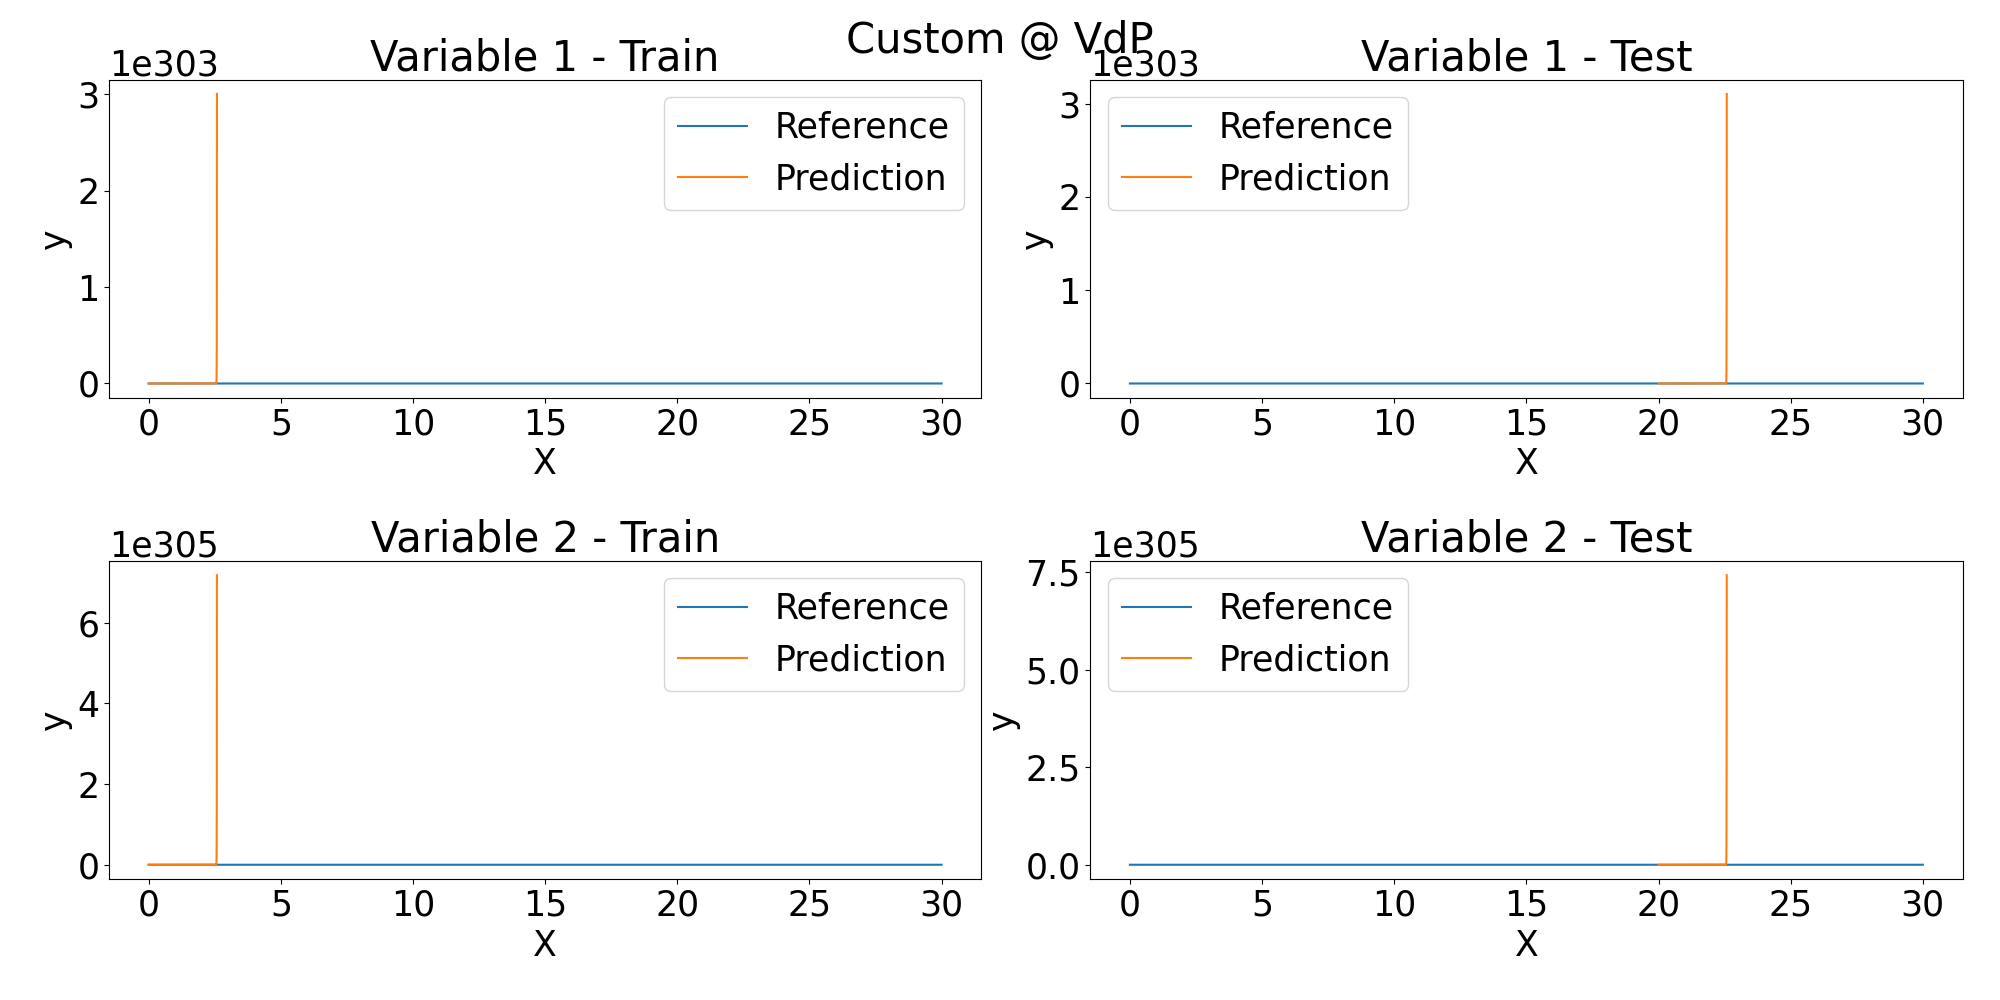 Custom @ VdP
Variable 1 - Train
1e303
3
2
1
0
y
0 5 10 15 20 25 30
X
Reference
Prediction
Variable 1 - Test
1e303
3
2
1
0
y
0 5 10 15 20 25 30
X
Reference
Prediction
Variable 2 - Train
1e305
6
4
2
0
y
0 5 10 15 20 25 30
X
Reference
Prediction
Variable 2 - Test
1e305
7.5
5.0
2.5
0.0
y
0 5 10 15 20 25 30
X
Reference
Prediction